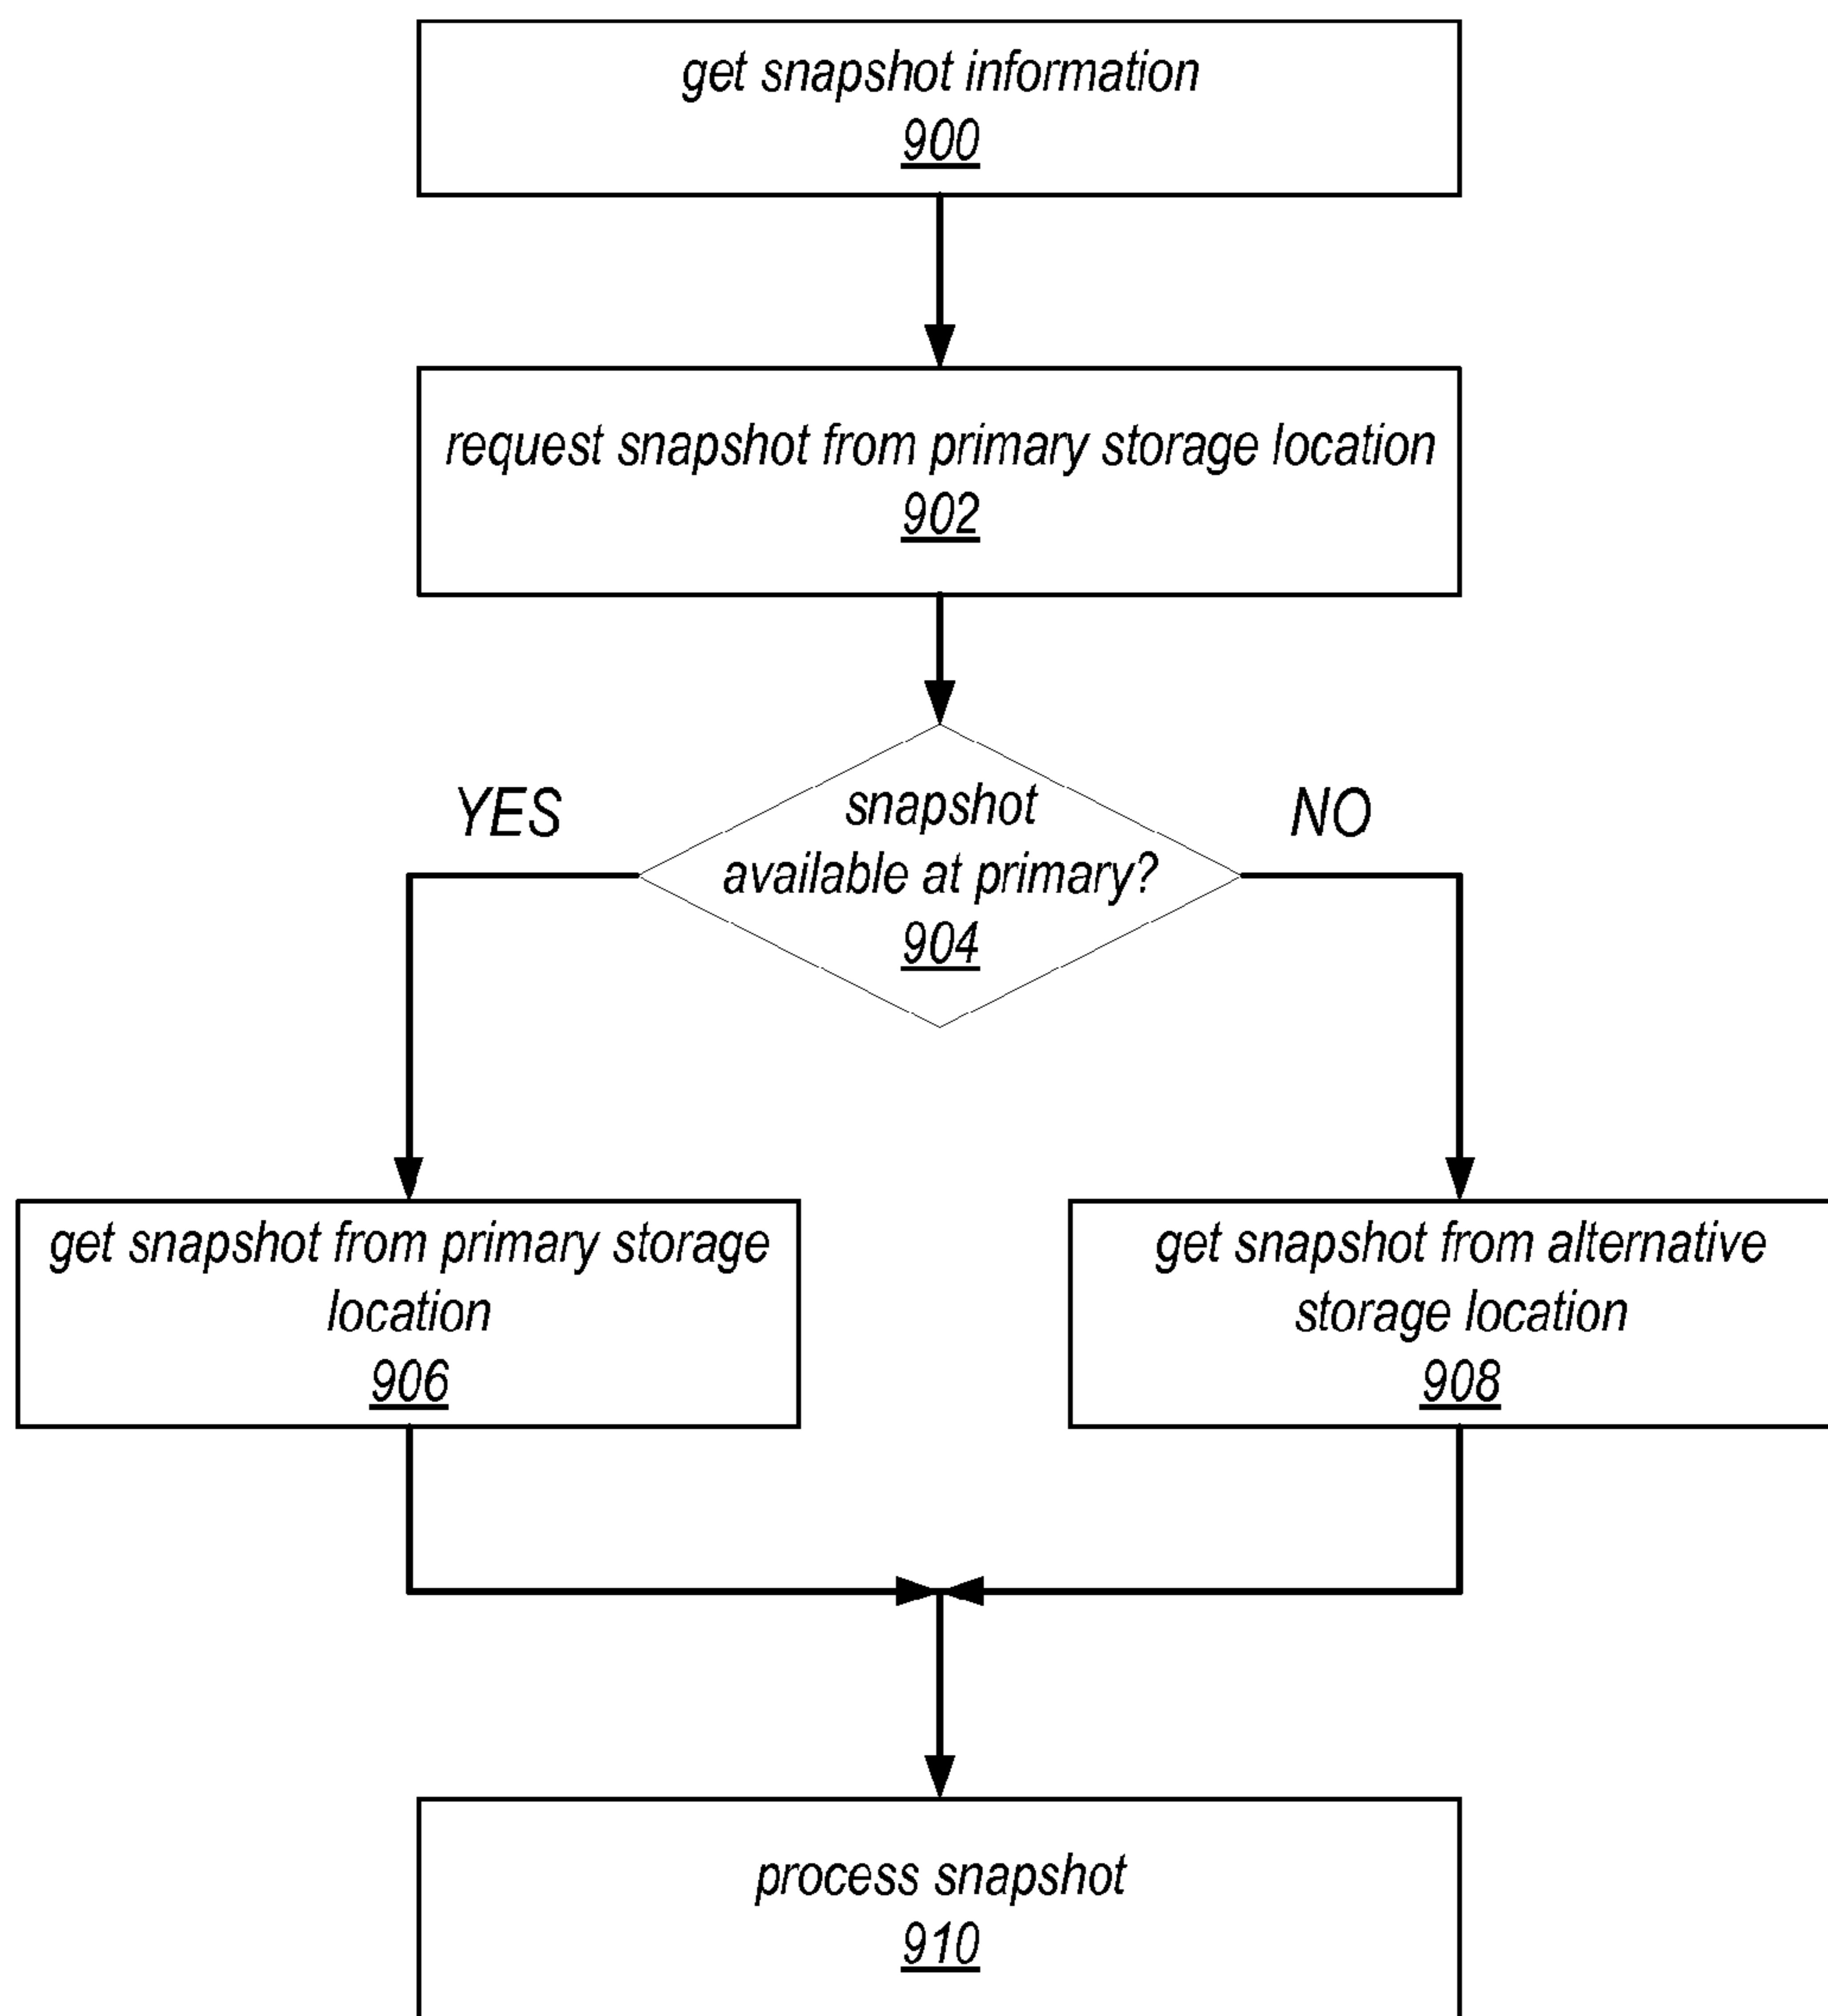 get snapshot information
900
request snapshot from primary storage location
902
snapshot
available at primary?
904
YES
NO
get snapshot from primary storage
location
906
get snapshot from alternative
storage location
908
process snapshot
910